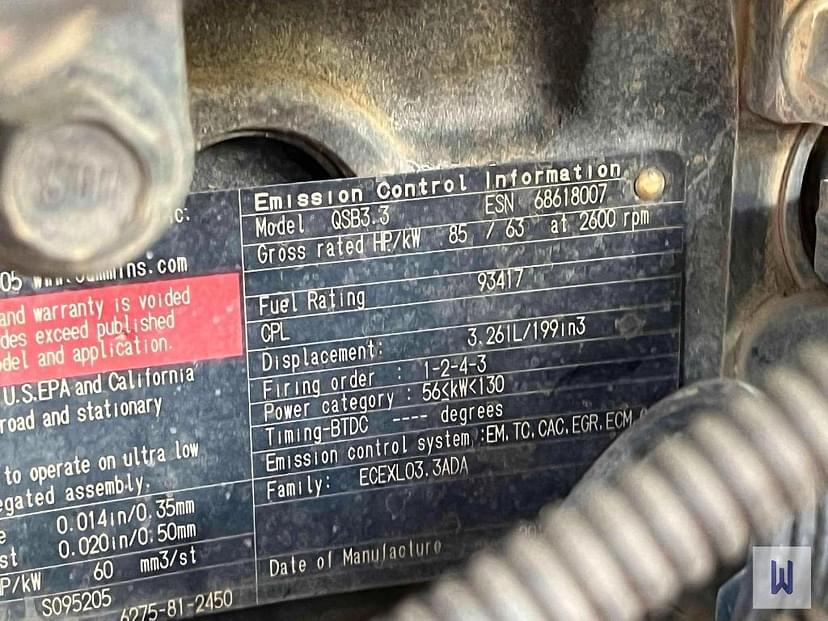 Emission Control Information
Model QSB3.3 ESN 68618007
Gross rated HP/kW 85 / 63 at 2600 rpm
Fuel Rating 93417
CPL
Displacement: 3.261L/199in3
Firing order : 1-2-4-3
Power category : 56≤kW<130
Timing-BTDC ---- degrees
Emission control system :EM, TC, CAC, EGR, ECM,
Family: ECEXL03.3ADA
Date of Manufacture
05 www.cummins.com
and warranty is voided
des exceed published
del and application.
U.S.EPA and California
road and stationary
to operate on ultra low
egated assembly.
e 0.014in/0.35mm
st 0.020in/0.50mm
P/kW 60 mm3/st
S095205 6275-81-2450
W